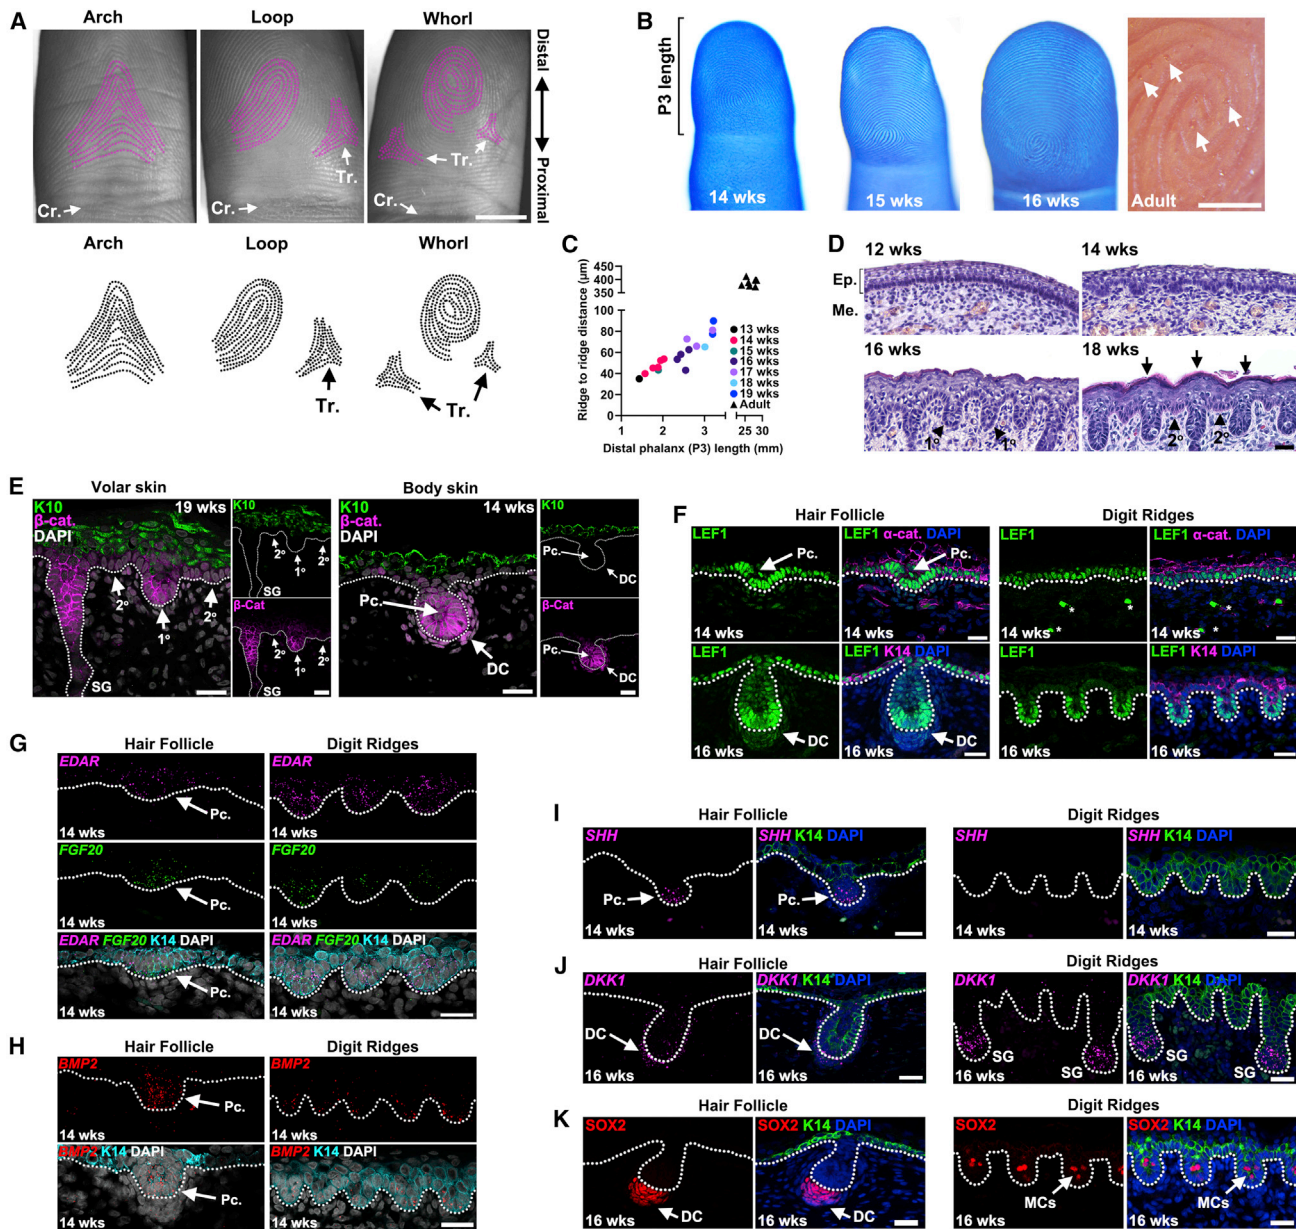 A
Arch
Loop
Whorl
Distal
Proximal
Cr.
Cr.
Tr.
Cr.
Tr.
Arch
Loop
Whorl
Tr.
Tr.
B
P3 length
14 wks
15 wks
16 wks
Adult
C
Ridge to ridge distance (µm)
450
400
350
100
80
60
40
20
0
1
2
3
25
30
Distal phalanx (P3) length (mm)
13 wks
14 wks
15 wks
16 wks
17 wks
18 wks
19 wks
Adult
D
12 wks
14 wks
Ep.
Me.
16 wks
18 wks
1° 1°
2° 2°
E
Volar skin
Body skin
K10
β-cat.
DAPI
19 wks
2°
1°
2°
SG
K10
2° 1° 2°
SG
β-Cat
2° 1° 2°
SG
K10
β-cat.
DAPI
14 wks
Pc.
DC
K10
Pc.
DC
β-Cat
Pc.
DC
F
Hair Follicle
Digit Ridges
LEF1
Pc.
14 wks
LEF1 α-cat. DAPI
Pc.
14 wks
LEF1
* * *
14 wks
LEF1 α-cat. DAPI
* * *
14 wks
LEF1
DC
16 wks
LEF1 K14 DAPI
DC
16 wks
LEF1
16 wks
LEF1 K14 DAPI
16 wks
G
Hair Follicle
Digit Ridges
EDAR
Pc.
14 wks
EDAR
14 wks
FGF20
Pc.
14 wks
FGF20
14 wks
EDAR FGF20 K14 DAPI
Pc.
14 wks
EDAR FGF20 K14 DAPI
14 wks
H
Hair Follicle
Digit Ridges
BMP2
Pc.
14 wks
BMP2
14 wks
BMP2 K14 DAPI
Pc.
14 wks
BMP2 K14 DAPI
14 wks
I
Hair Follicle
Digit Ridges
SHH
Pc.
14 wks
SHH K14 DAPI
Pc.
14 wks
SHH
14 wks
SHH K14 DAPI
14 wks
J
Hair Follicle
Digit Ridges
DKK1
DC
16 wks
DKK1 K14 DAPI
DC
16 wks
DKK1
SG
SG
16 wks
DKK1 K14 DAPI
SG
SG
16 wks
K
Hair Follicle
Digit Ridges
SOX2
DC
16 wks
SOX2 K14 DAPI
DC
16 wks
SOX2
MCs
16 wks
SOX2 K14 DAPI
MCs
16 wks